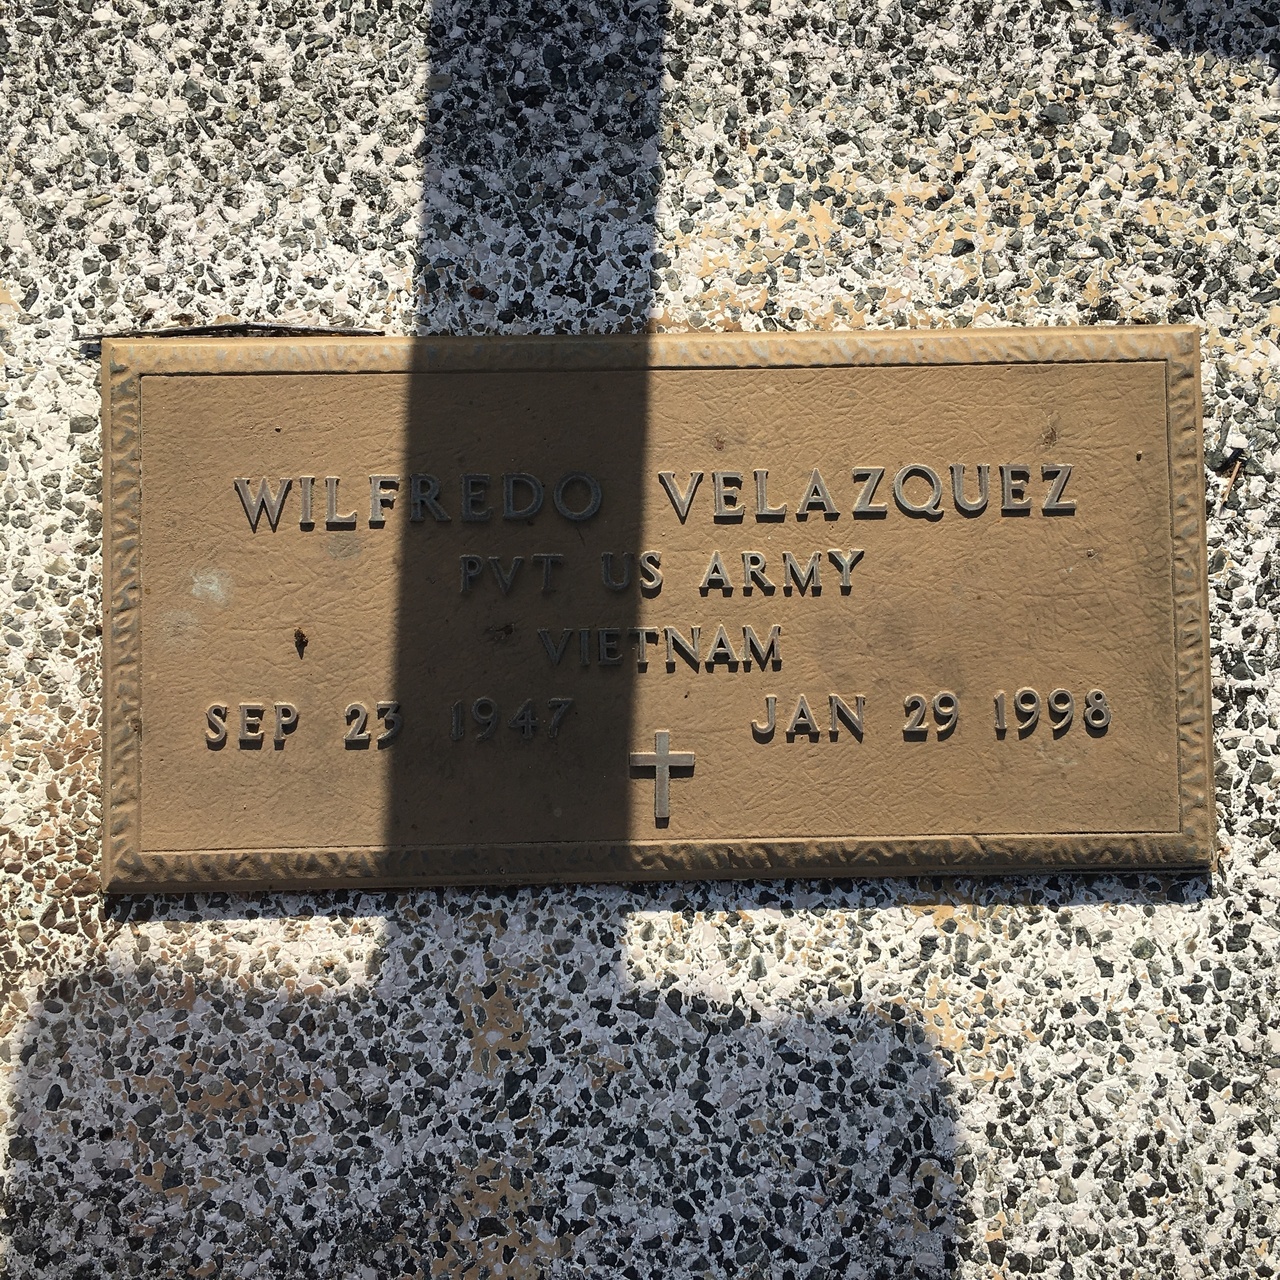 WILFREDO VELAZQUEZ
PVT US ARMY
VIETNAM
SEP 23 1947 JAN 29 1998